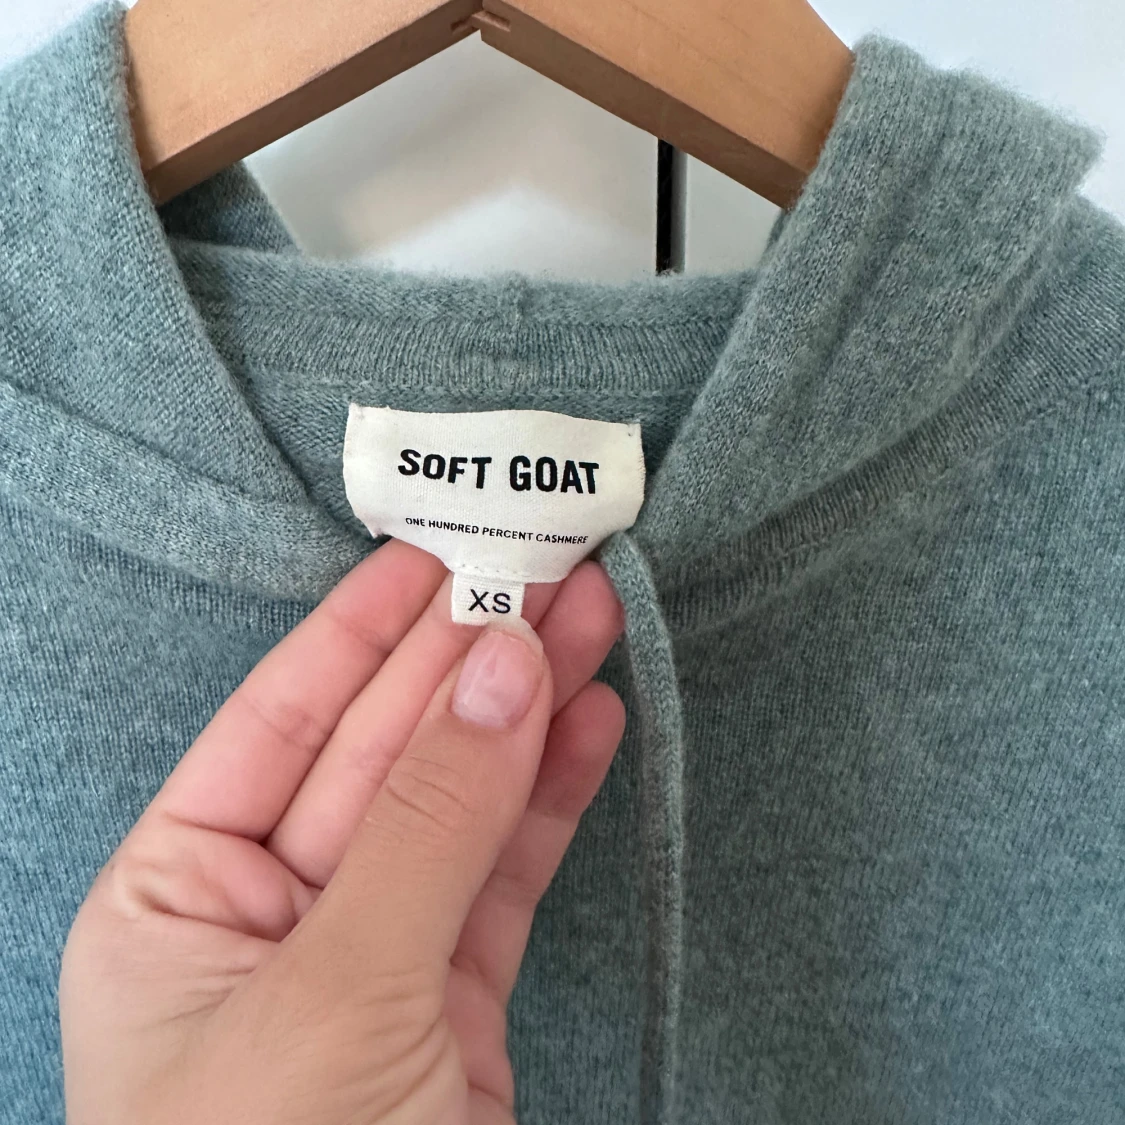 SOFT GOAT
ONE HUNDRED PERCENT CASHMERE
XS